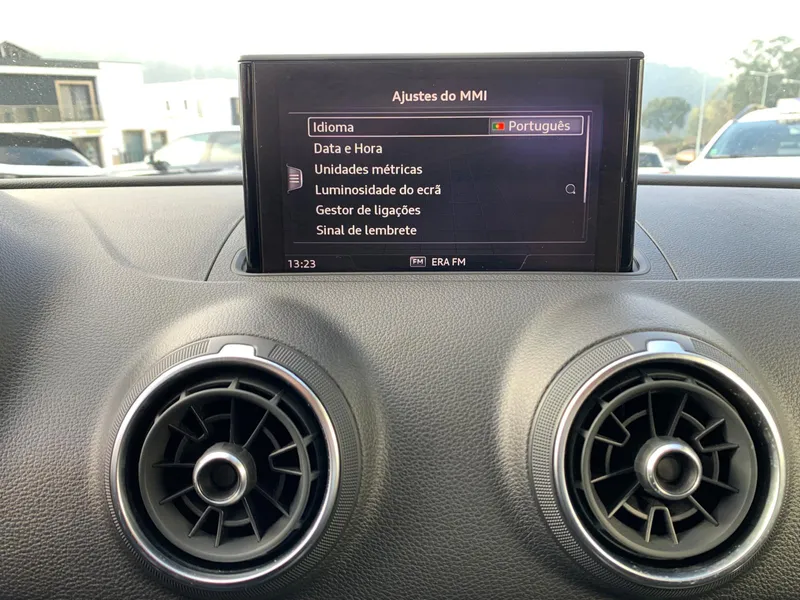 Ajustes do MMI
Idioma Português
Data e Hora
Unidades métricas
Luminosidade do ecrã
Gestor de ligações
Sinal de lembrete
13:23 FM ERA FM